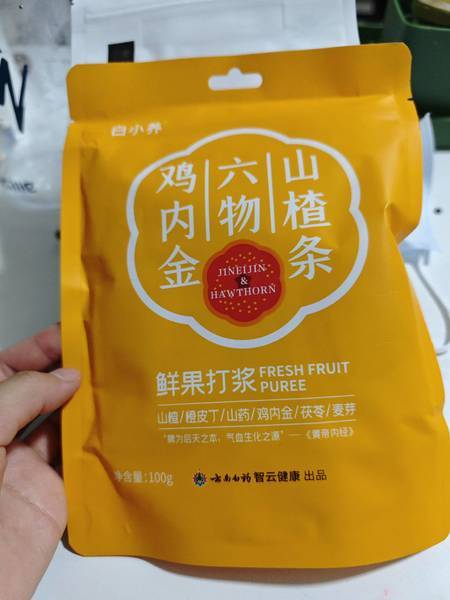 白小养
鸡内金
六物
山楂条
JINEIJIN
&
HAWTHORN
鲜果打浆 FRESH FRUIT
PUREE
山楂/橙皮丁/山药/鸡内金/茯苓/麦芽
“脾为后天之本,气血生化之源”——《黄帝内经》
净含量:100g
云南白药 智云健康 出品